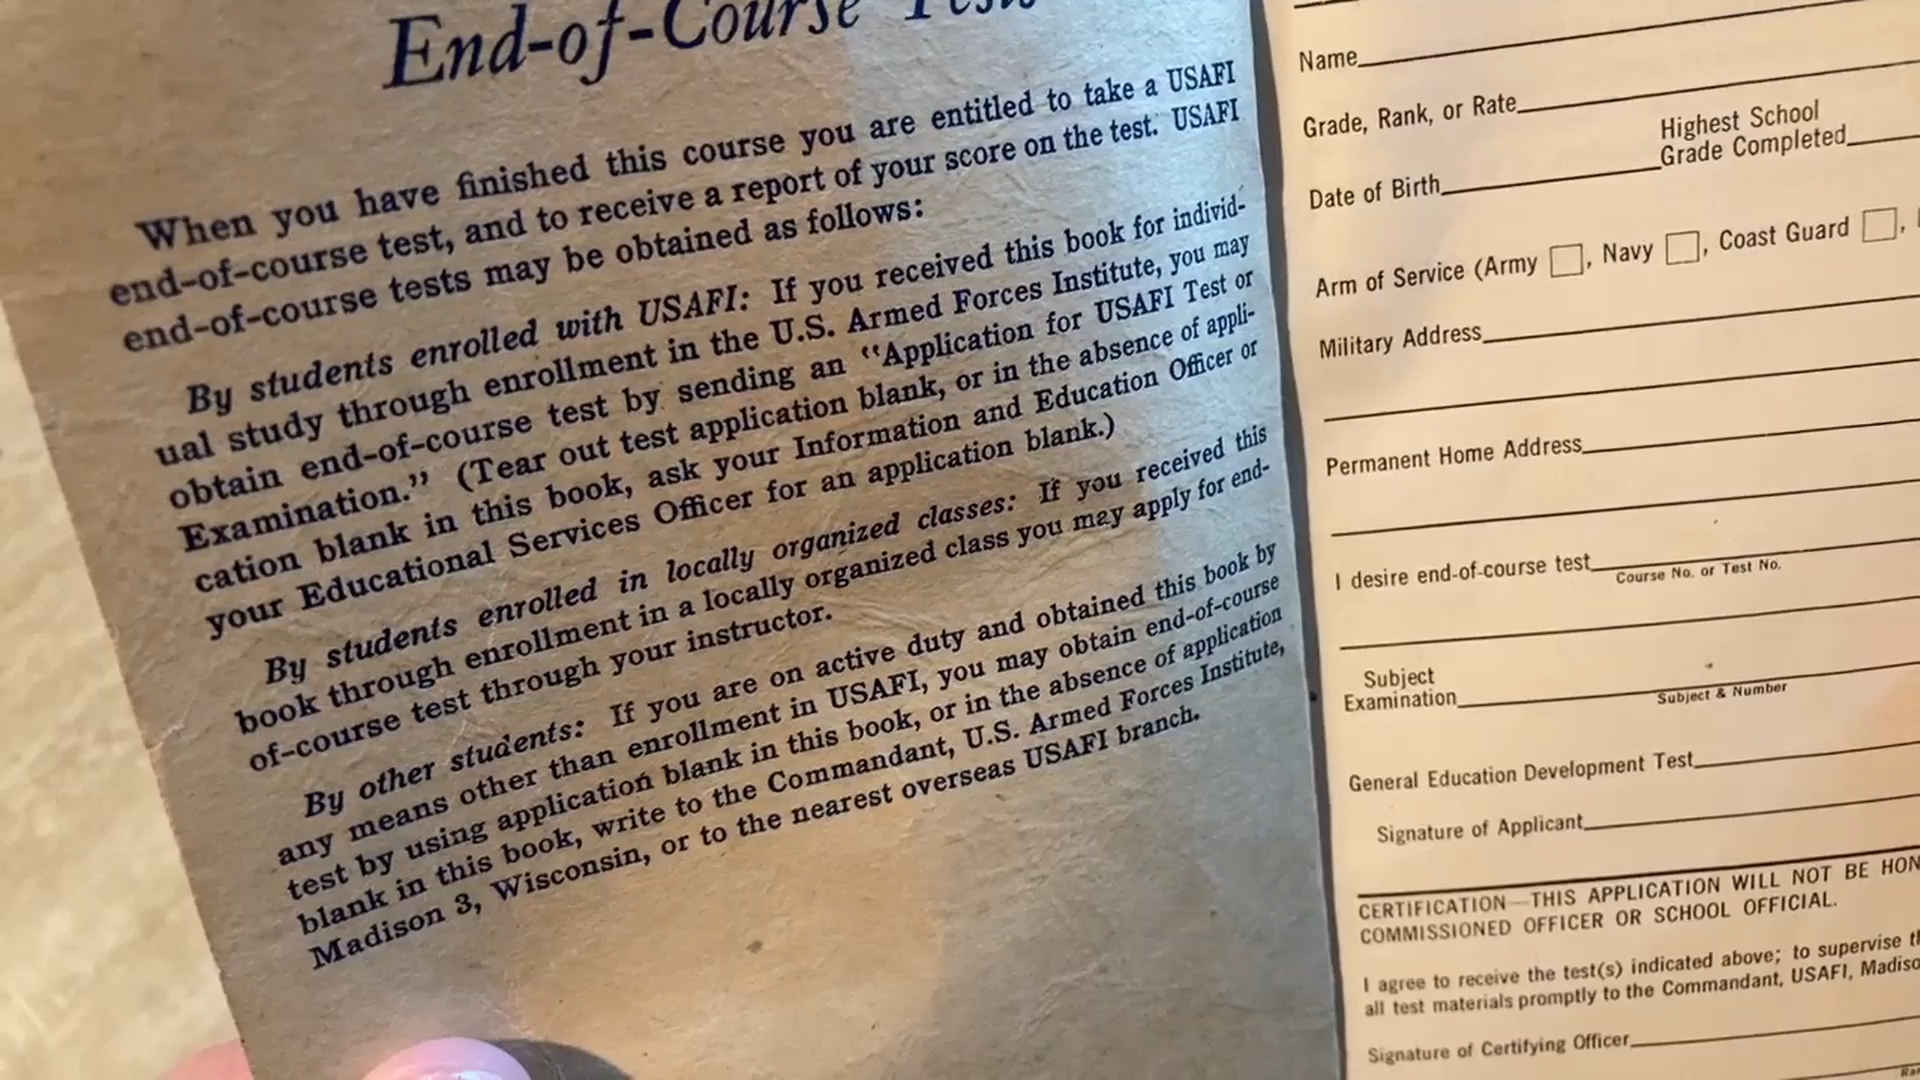 End-of-Course Tests
When you have finished this course you are entitled to take a USAFI
end-of-course test, and to receive a report of your score on the test. USAFI
end-of-course tests may be obtained as follows:
By students enrolled with USAFI: If you received this book for individ-
ual study through enrollment in the U.S. Armed Forces Institute, you may
obtain end-of-course test by sending an "Application for USAFI Test or
Examination." (Tear out test application blank, or in the absence of appli-
cation blank in this book, ask your Information and Education Officer or
your Educational Services Officer for an application blank.)
By students enrolled in locally organized classes: If you received this
book through enrollment in a locally organized class you may apply for end-
of-course test through your instructor.
By other students: If you are on active duty and obtained this book by
any means other than enrollment in USAFI, you may obtain end-of-course
test by using application blank in this book, or in the absence of application
blank in this book, write to the Commandant, U.S. Armed Forces Institute,
Madison 3, Wisconsin, or to the nearest overseas USAFI branch.
Name
Grade, Rank, or Rate
Highest School
Date of Birth Grade Completed
Arm of Service (Army , Navy , Coast Guard ,
Military Address
Permanent Home Address
I desire end-of-course test
Course No. or Test No.
Subject
Examination
Subject & Number
General Education Development Test
Signature of Applicant
CERTIFICATION—THIS APPLICATION WILL NOT BE HON
COMMISSIONED OFFICER OR SCHOOL OFFICIAL.
I agree to receive the test(s) indicated above; to supervise th
all test materials promptly to the Commandant, USAFI, Madiso
Signature of Certifying Officer